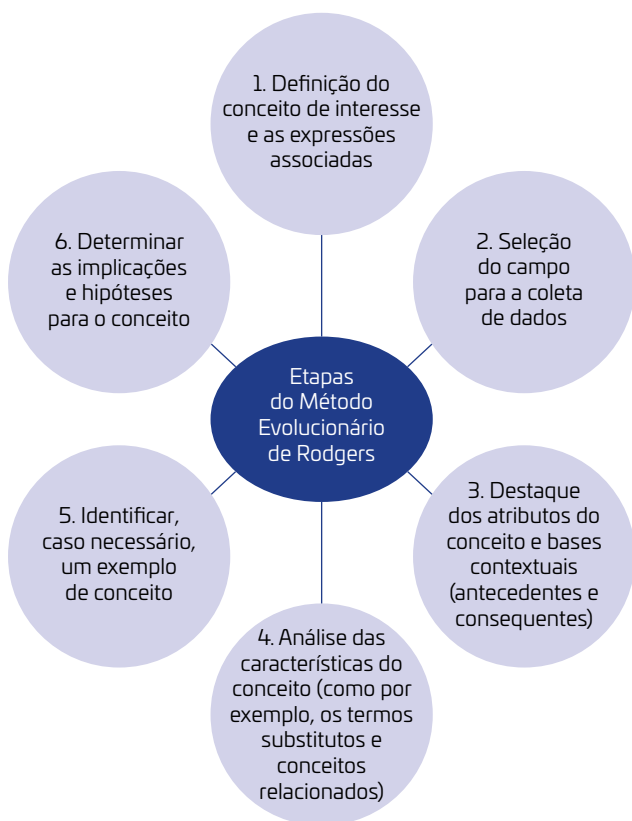 1. Definição do
conceito de interesse
e as expressões
associadas
2. Seleção
do campo
para a coleta
de dados
3. Destaque
dos atributos do
conceito e bases
contextuais
(antecedentes e
consequentes)
4. Análise das
características do
conceito (como por
exemplo, os termos
substitutos e
conceitos
relacionados)
5. Identificar,
caso necessário,
um exemplo
de conceito
6. Determinar
as implicações
e hipóteses
para o conceito
Etapas
do Método
Evolucionário
de Rodgers